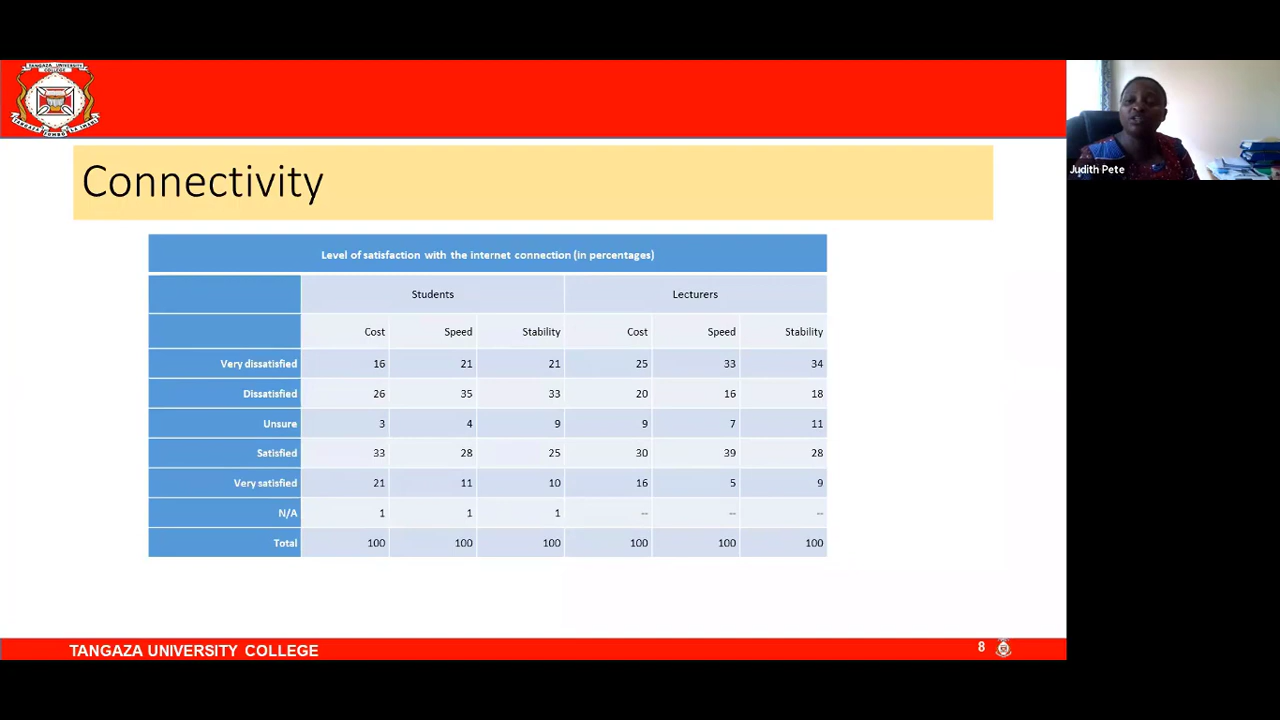 TANGAZA UNIVERSITY
COLLEGE
Connectivity
Judith Pete
Level of satisfaction with the internet connection (in percentages)
Students Lecturers
Cost Speed Stability Cost Speed Stability
Very dissatisfied 16 21 21 25 33 34
Dissatisfied 26 35 33 20 16 18
Unsure 3 4 9 9 7 11
Satisfied 33 28 25 30 39 28
Very satisfied 21 11 10 16 5 9
N/A 1 1 1 -- -- --
Total 100 100 100 100 100 100
TANGAZA UNIVERSITY COLLEGE
8